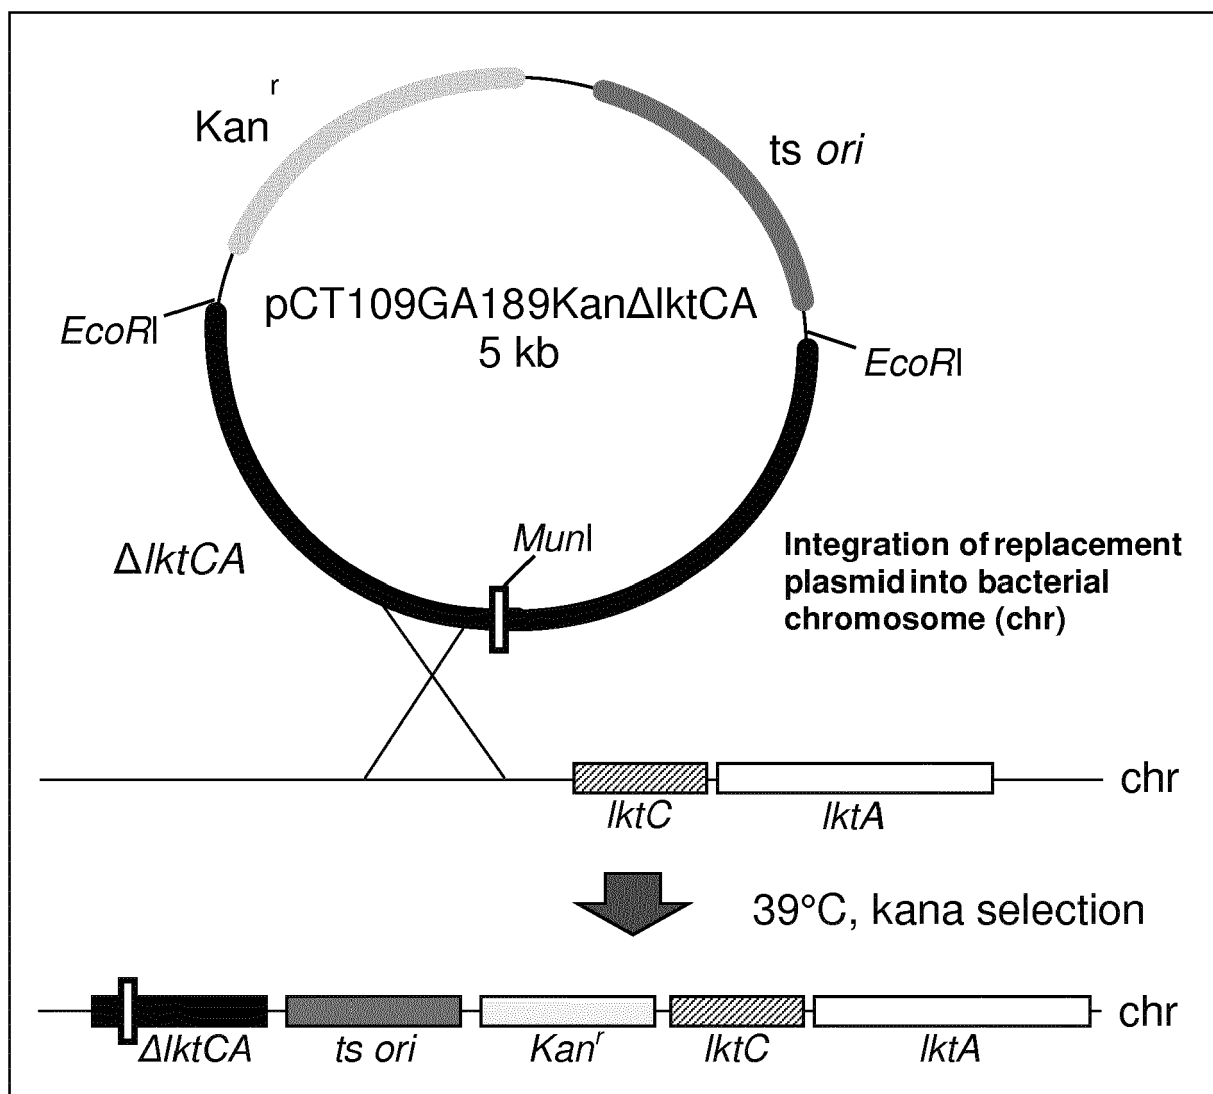 Kan r
ts ori
pCT109GA189KanΔlktCA
5 kb
EcoRI
EcoRI
MunI
ΔlktCA
Integration of replacement
plasmid into bacterial
chromosome (chr)
chr
lktC
lktA
39°C, kana selection
chr
ΔlktCA
ts ori
Kan r
lktC
lktA